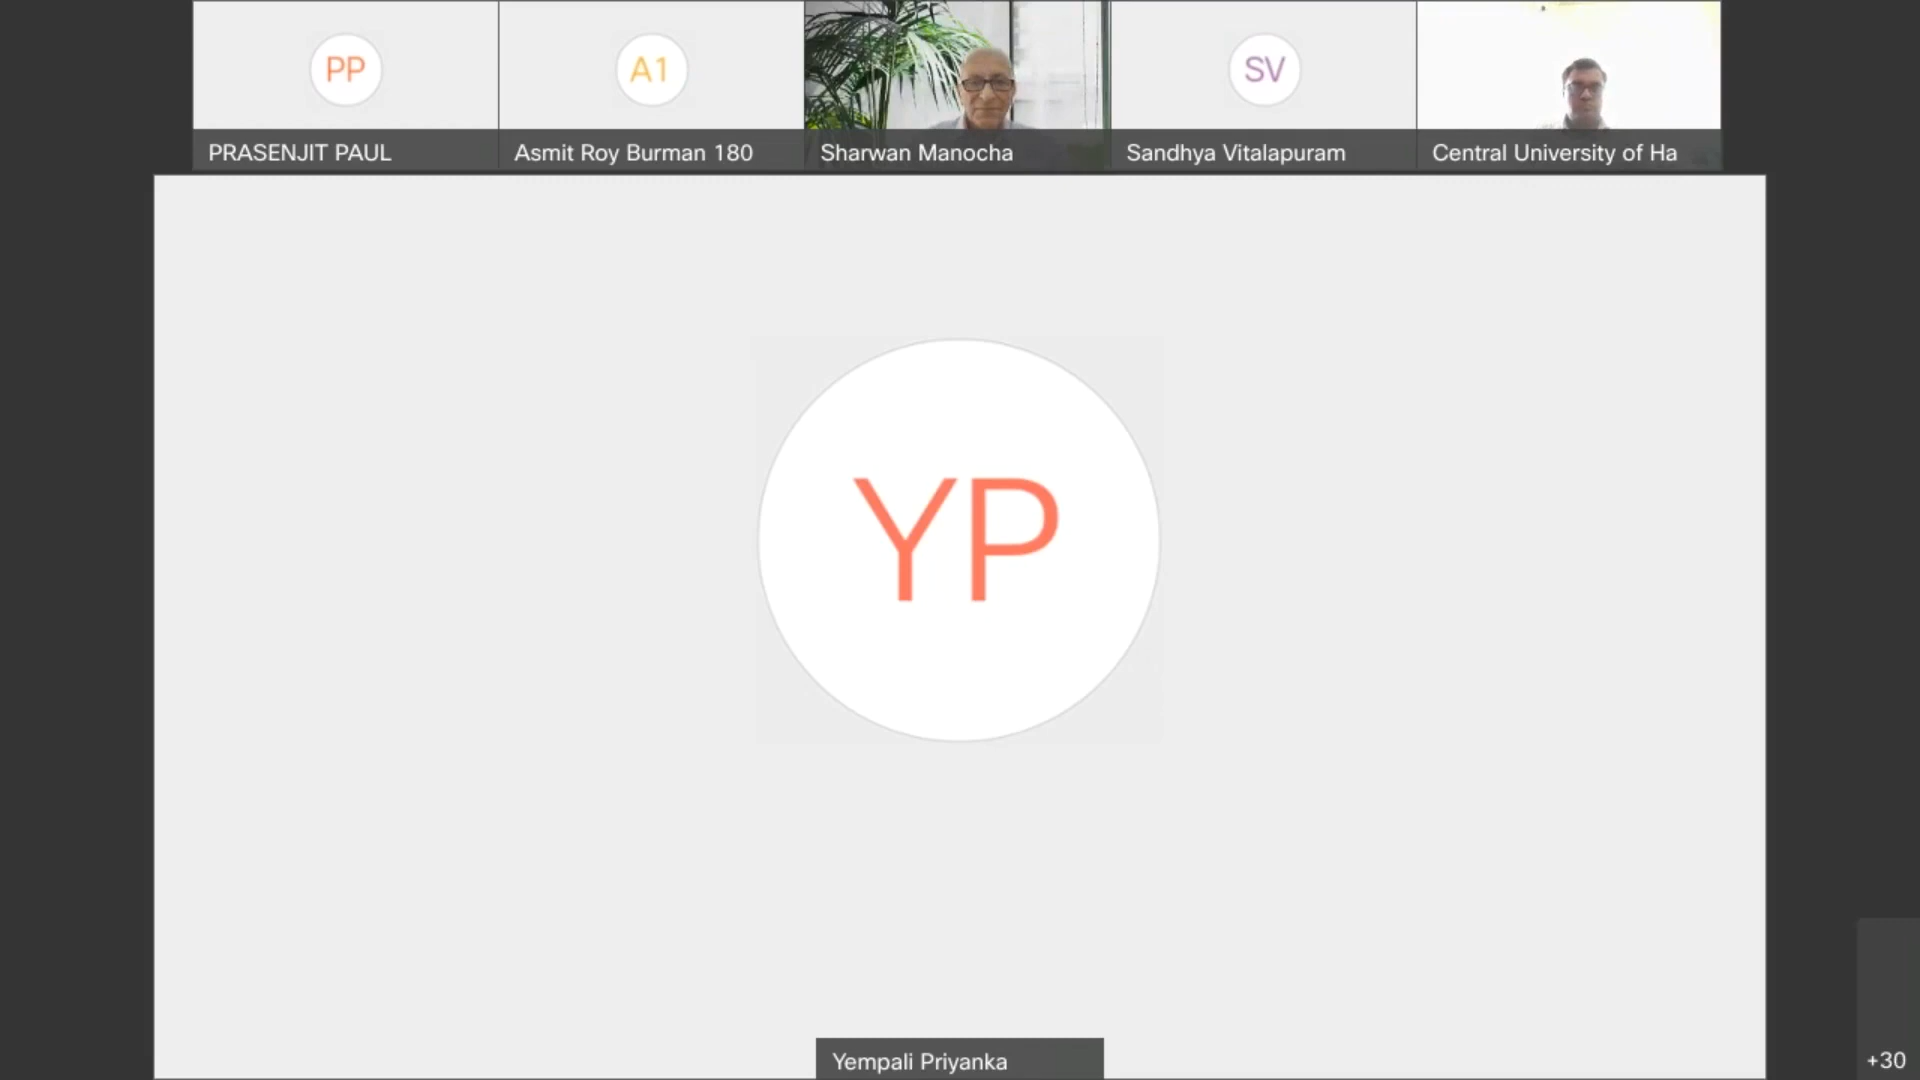 PP
A1
SV
PRASENJIT PAUL
Asmit Roy Burman 180
Sharwan Manocha
Sandhya Vitalapuram
Central University of Ha
YP
Yempali Priyanka
+30